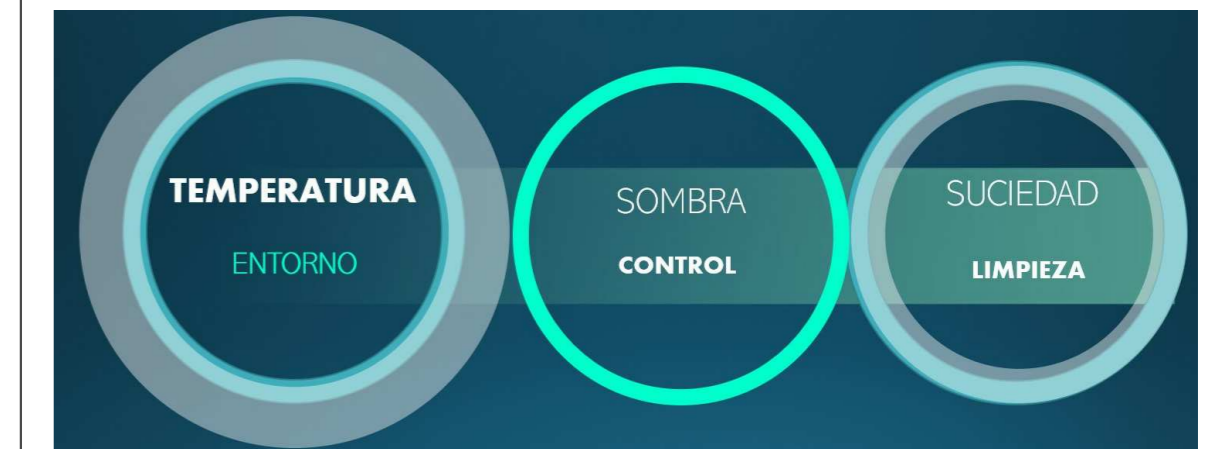 TEMPERATURA
ENTORNO
SOMBRA
CONTROL
SUCIEDAD
LIMPIEZA